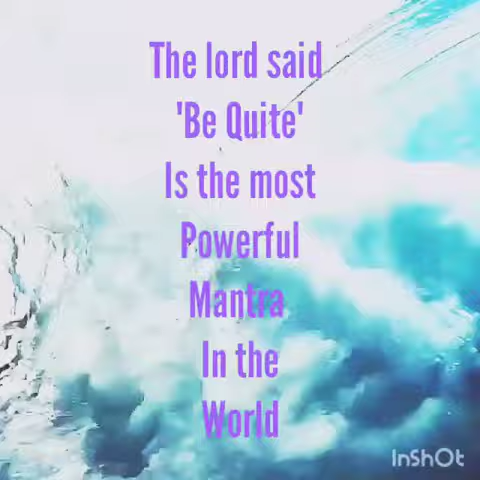 The lord said
'Be Quite'
Is the most
Powerful
Mantra
In the
World
InShOt